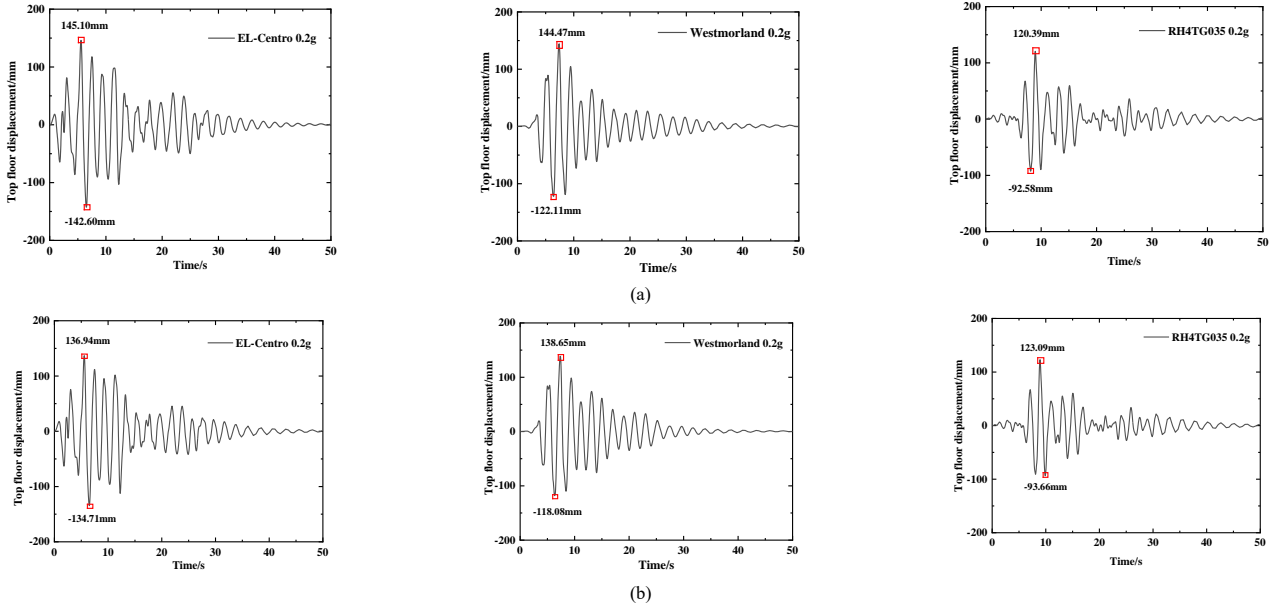 145.10mm
EL-Centro 0.2g
200
100
0
-100
-200
Top floor displacement/mm
-142.60mm
0 10 20 30 40 50
Time/s
144.47mm
Westmorland 0.2g
200
100
0
-100
-200
Top floor displacement/mm
-122.11mm
0 10 20 30 40 50
Time/s
120.39mm
RH4TG035 0.2g
200
100
0
-100
-200
Top floor displacement/mm
-92.58mm
0 10 20 30 40 50
Time/s
(a)
136.94mm
EL-Centro 0.2g
200
100
0
-100
-200
Top floor displacement/mm
-134.71mm
0 10 20 30 40 50
Time/s
138.65mm
Westmorland 0.2g
200
100
0
-100
-200
Top floor displacement/mm
-118.08mm
0 10 20 30 40 50
Time/s
123.09mm
RH4TG035 0.2g
200
100
0
-100
-200
Top floor displacement/mm
-93.66mm
0 10 20 30 40 50
Time/s
(b)